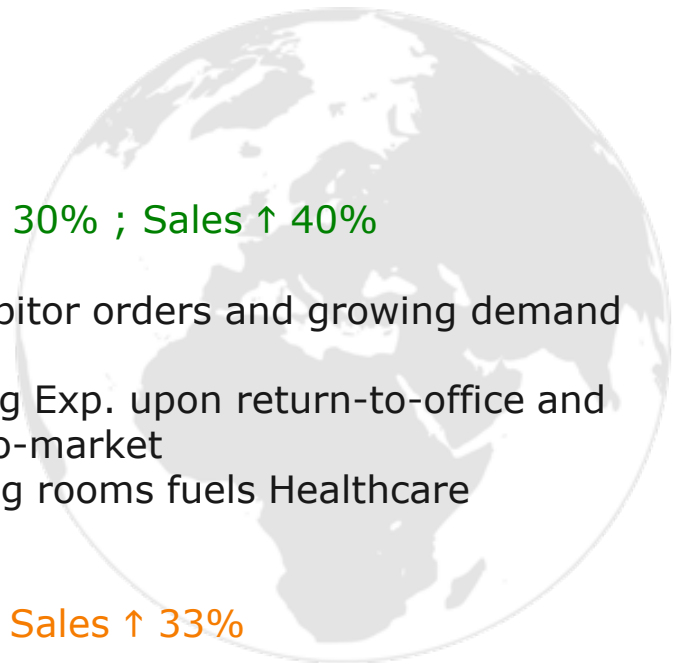 30% ; Sales ↑ 40%
bitor orders and growing demand
g Exp. upon return-to-office and
o-market
g rooms fuels Healthcare
Sales ↑ 33%